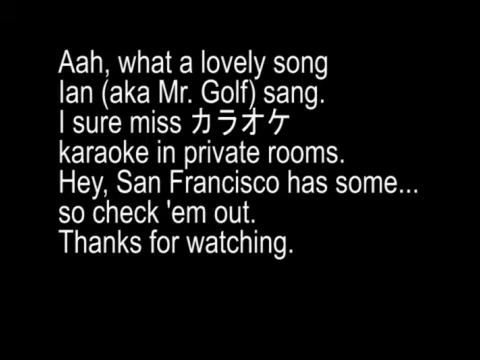 Aah, what a lovely song
Ian (aka Mr. Golf) sang.
I sure miss カラオケ
karaoke in private rooms.
Hey, San Francisco has some...
so check 'em out.
Thanks for watching.